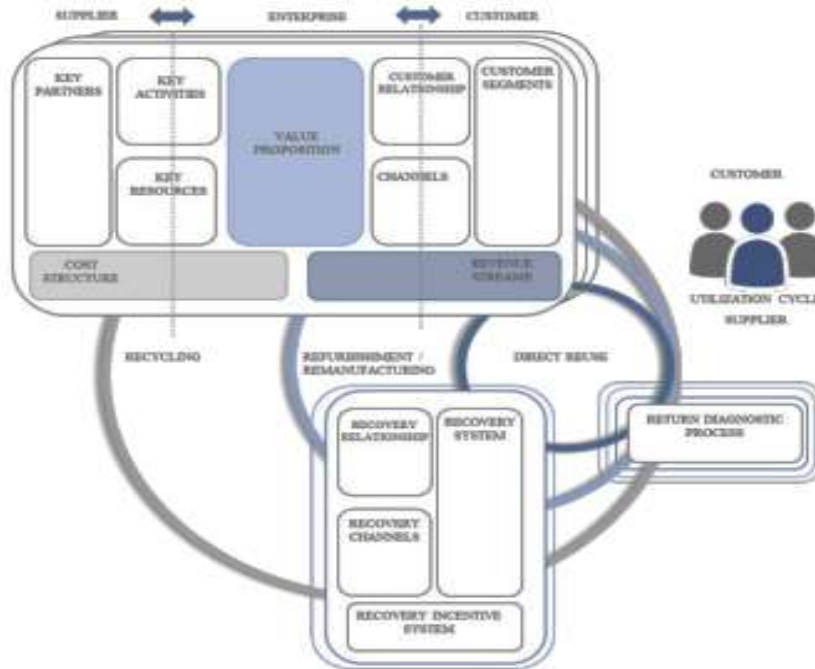 SUPPLIER
ENTERPRISE
CUSTOMER
KEY
PARTNERS
KEY
ACTIVITIES
VALUE
PROPOSITION
CUSTOMER
RELATIONSHIP
CUSTOMER
SEGMENTS
KEY
RESOURCES
CHANNELS
COST
STRUCTURE
REVENUE
STREAMS
CUSTOMER
UTILIZATION CYCLE
SUPPLIER
RECYCLING
REFURBISHMENT /
REMANUFACTURING
DIRECT REUSE
RECOVERY
RELATIONSHIP
RECOVERY
SYSTEM
RETURN DIAGNOSTIC
PROCESS
RECOVERY
CHANNELS
RECOVERY INCENTIVE
SYSTEM